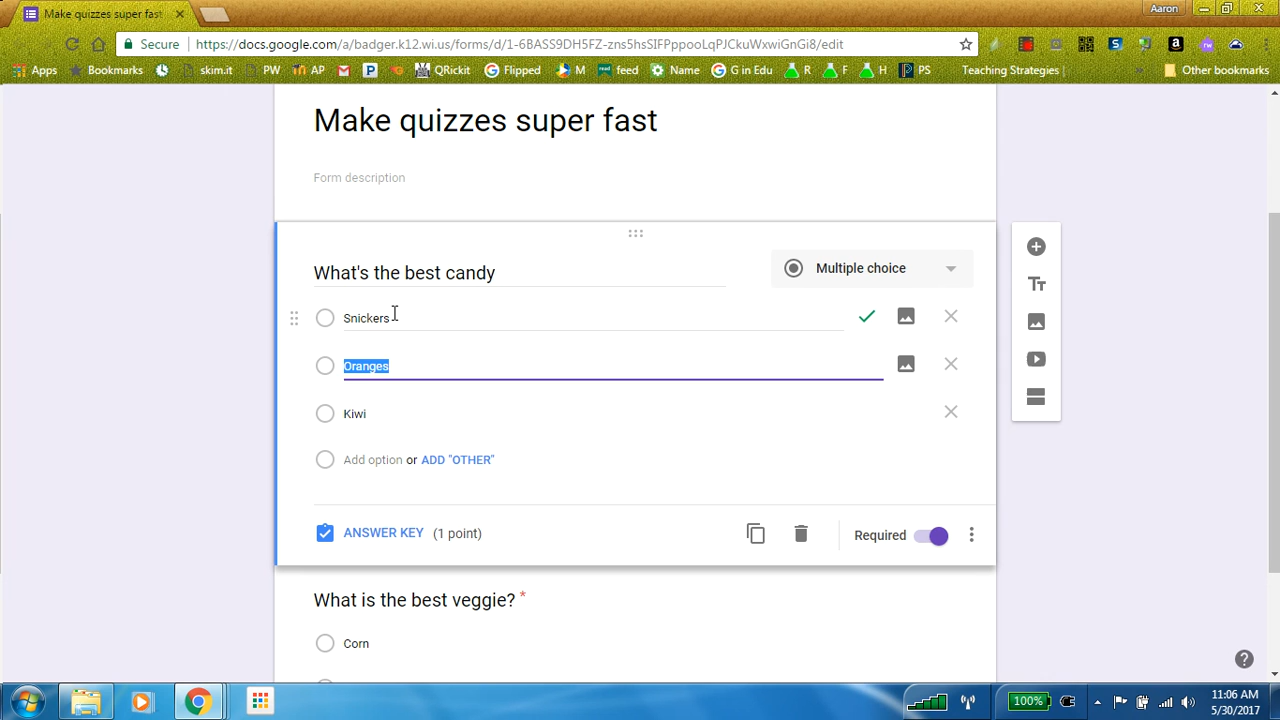 Make quizzes super fast
Aaron
Secure https://docs.google.com/a/badger.k12.wi.us/forms/d/1-6BASS9DH5FZ-zns5hsSIFPppooLqPJCkuWxwiGnGi8/edit
Apps Bookmarks skim.it PW AP QRickit Flipped M feed Name G in Edu R F H PS Teaching Strategies » Other bookmarks
Make quizzes super fast
Form description
What's the best candy
Multiple choice
Snickers
Oranges
Kiwi
Add option or ADD "OTHER"
ANSWER KEY (1 point)
Required
What is the best veggie? *
Corn
100%
11:06 AM
5/30/2017